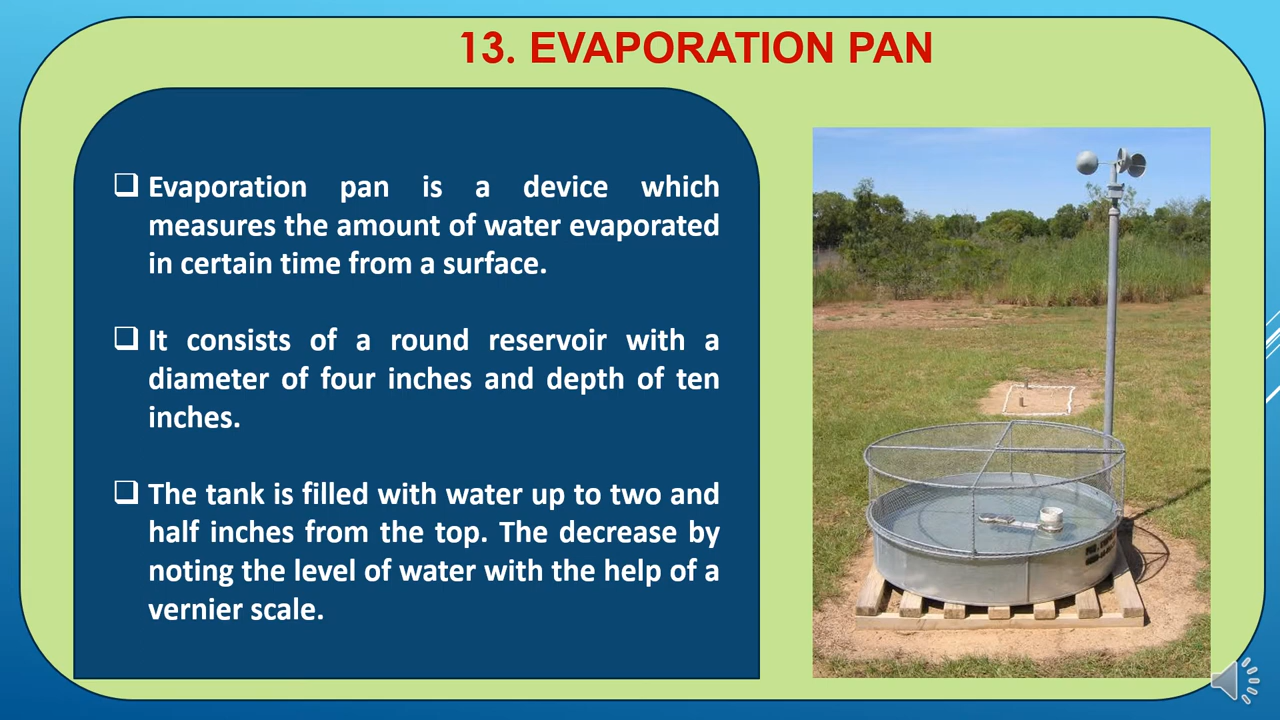 13. EVAPORATION PAN
❑ Evaporation pan is a device which
measures the amount of water evaporated
in certain time from a surface.
❑ It consists of a round reservoir with a
diameter of four inches and depth of ten
inches.
❑ The tank is filled with water up to two and
half inches from the top. The decrease by
noting the level of water with the help of a
vernier scale.